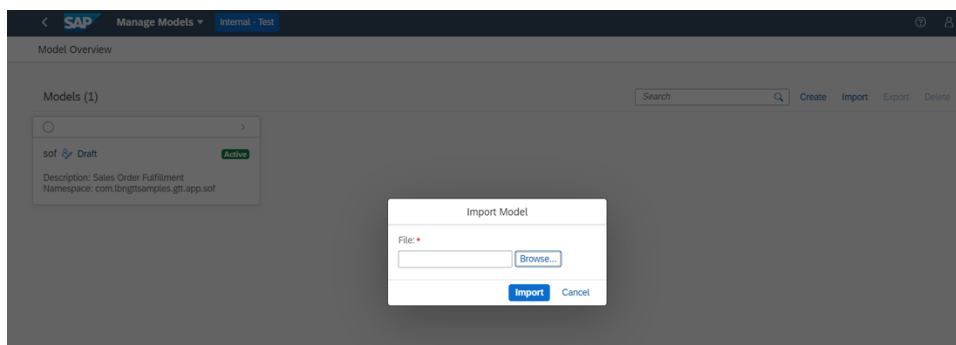 SAP Manage Models Internal - Test
Model Overview
Models (1)
Search Create Import Export Delete
sof Draft Active
Description: Sales Order Fulfillment
Namespace: com.lbngttsamples.gtt.app.sof
Import Model
File: *
Browse...
Import Cancel